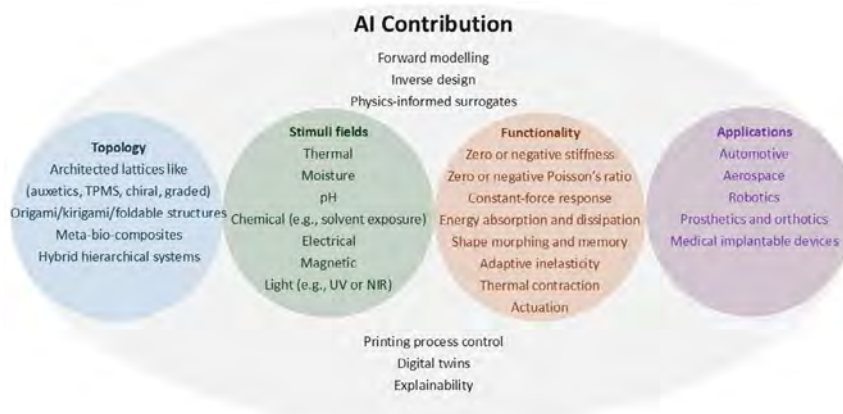 AI Contribution
Forward modelling
Inverse design
Physics-informed surrogates
Topology
Architected lattices like
(auxetics, TPMS, chiral, graded)
Origami/kirigami/foldable structures
Meta-bio-composites
Hybrid hierarchical systems
Stimuli fields
Thermal
Moisture
pH
Chemical (e.g., solvent exposure)
Electrical
Magnetic
Light (e.g., UV or NIR)
Functionality
Zero or negative stiffness
Zero or negative Poisson's ratio
Constant-force response
Energy absorption and dissipation
Shape morphing and memory
Adaptive inelasticity
Thermal contraction
Actuation
Applications
Automotive
Aerospace
Robotics
Prosthetics and orthotics
Medical implantable devices
Printing process control
Digital twins
Explainability